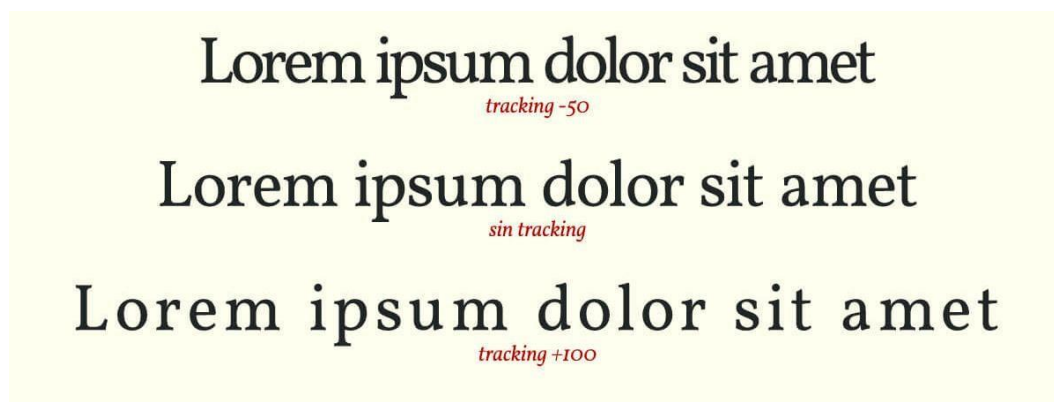 Lorem ipsum dolor sit amet
tracking -50
Lorem ipsum dolor sit amet
sin tracking
Lorem ipsum dolor sit amet
tracking +100